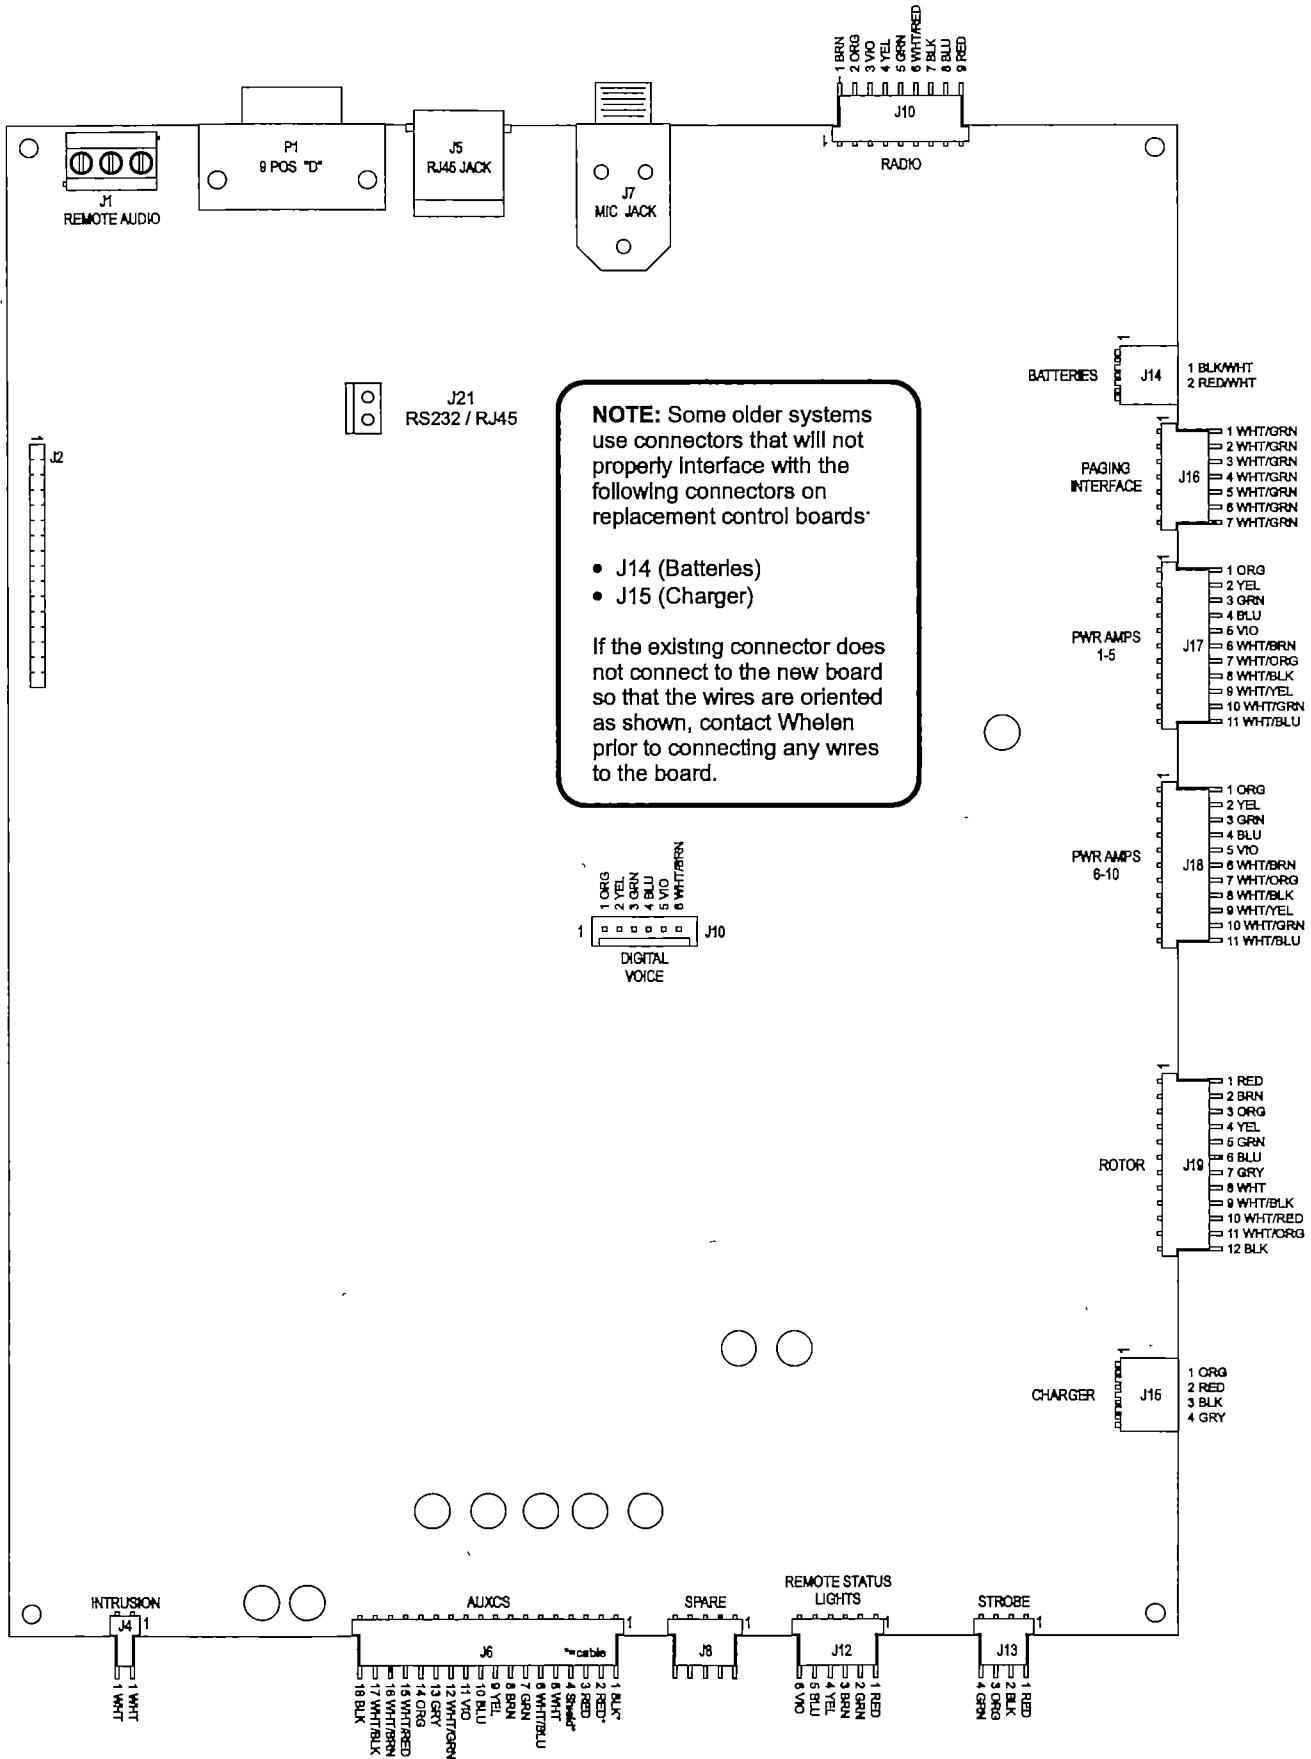 1 BRN
2 ORG
3 VIO
4 YEL
5 GRN
6 WHT/RED
7 BLK
8 BLU
9 RED
J10
1
RADIO
J1
REMOTE AUDIO
P1
9 POS "D"
J5
RJ45 JACK
J7
MIC JACK
J21
RS232 / RJ45
1
J2
NOTE: Some older systems
use connectors that will not
properly interface with the
following connectors on
replacement control boards:
• J14 (Batteries)
• J15 (Charger)
If the existing connector does
not connect to the new board
so that the wires are oriented
as shown, contact Whelen
prior to connecting any wires
to the board.
BATTERIES
1
J14
1 BLK/WHT
2 RED/WHT
PAGING
INTERFACE
J16
1 WHT/GRN
2 WHT/GRN
3 WHT/GRN
4 WHT/GRN
5 WHT/GRN
6 WHT/GRN
7 WHT/GRN
PWR AMPS
1-5
1
J17
1 ORG
2 YEL
3 GRN
4 BLU
5 VIO
6 WHT/BRN
7 WHT/ORG
8 WHT/BLK
9 WHT/YEL
10 WHT/GRN
11 WHT/BLU
PWR AMPS
6-10
1
J18
1 ORG
2 YEL
3 GRN
4 BLU
5 VIO
6 WHT/BRN
7 WHT/ORG
8 WHT/BLK
9 WHT/YEL
10 WHT/GRN
11 WHT/BLU
1 ORG
2 YEL
3 GRN
4 BLU
5 VIO
6 WHT/BRN
1
J10
DIGITAL
VOICE
ROTOR
1
J19
1 RED
2 BRN
3 ORG
4 YEL
5 GRN
6 BLU
7 GRY
8 WHT
9 WHT/BLK
10 WHT/RED
11 WHT/ORG
12 BLK
CHARGER
1
J15
1 ORG
2 RED
3 BLK
4 GRY
INTRUSION
J4
1
1 WHT
1 WHT
AUXCS
1
J6
*=cable
18 BLK
17 WHT/BLK
16 WHT/BRN
15 WHT/RED
14 ORG
13 GRY
12 WHT/GRN
11 VIO
10 BLU
9 YEL
8 BRN
7 GRN
6 WHT/BLU
5 WHT
4 Shield*
3 RED
2 RED*
1 BLK*
SPARE
1
J8
REMOTE STATUS
LIGHTS
1
J12
6 VIO
5 BLU
4 YEL
3 BRN
2 GRN
1 RED
STROBE
1
J13
4 GRN
3 ORG
2 BLK
1 RED